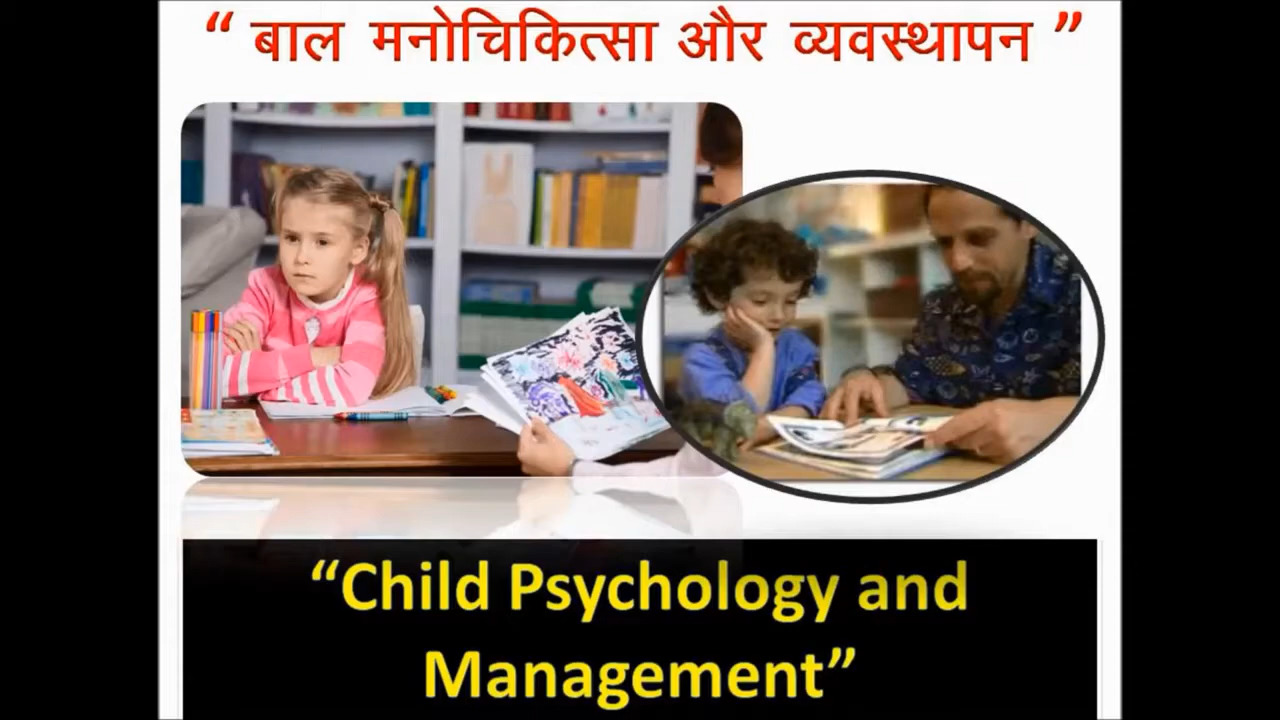 “ बाल मनोचिकित्सा और व्यवस्थापन ”
“Child Psychology and
Management”